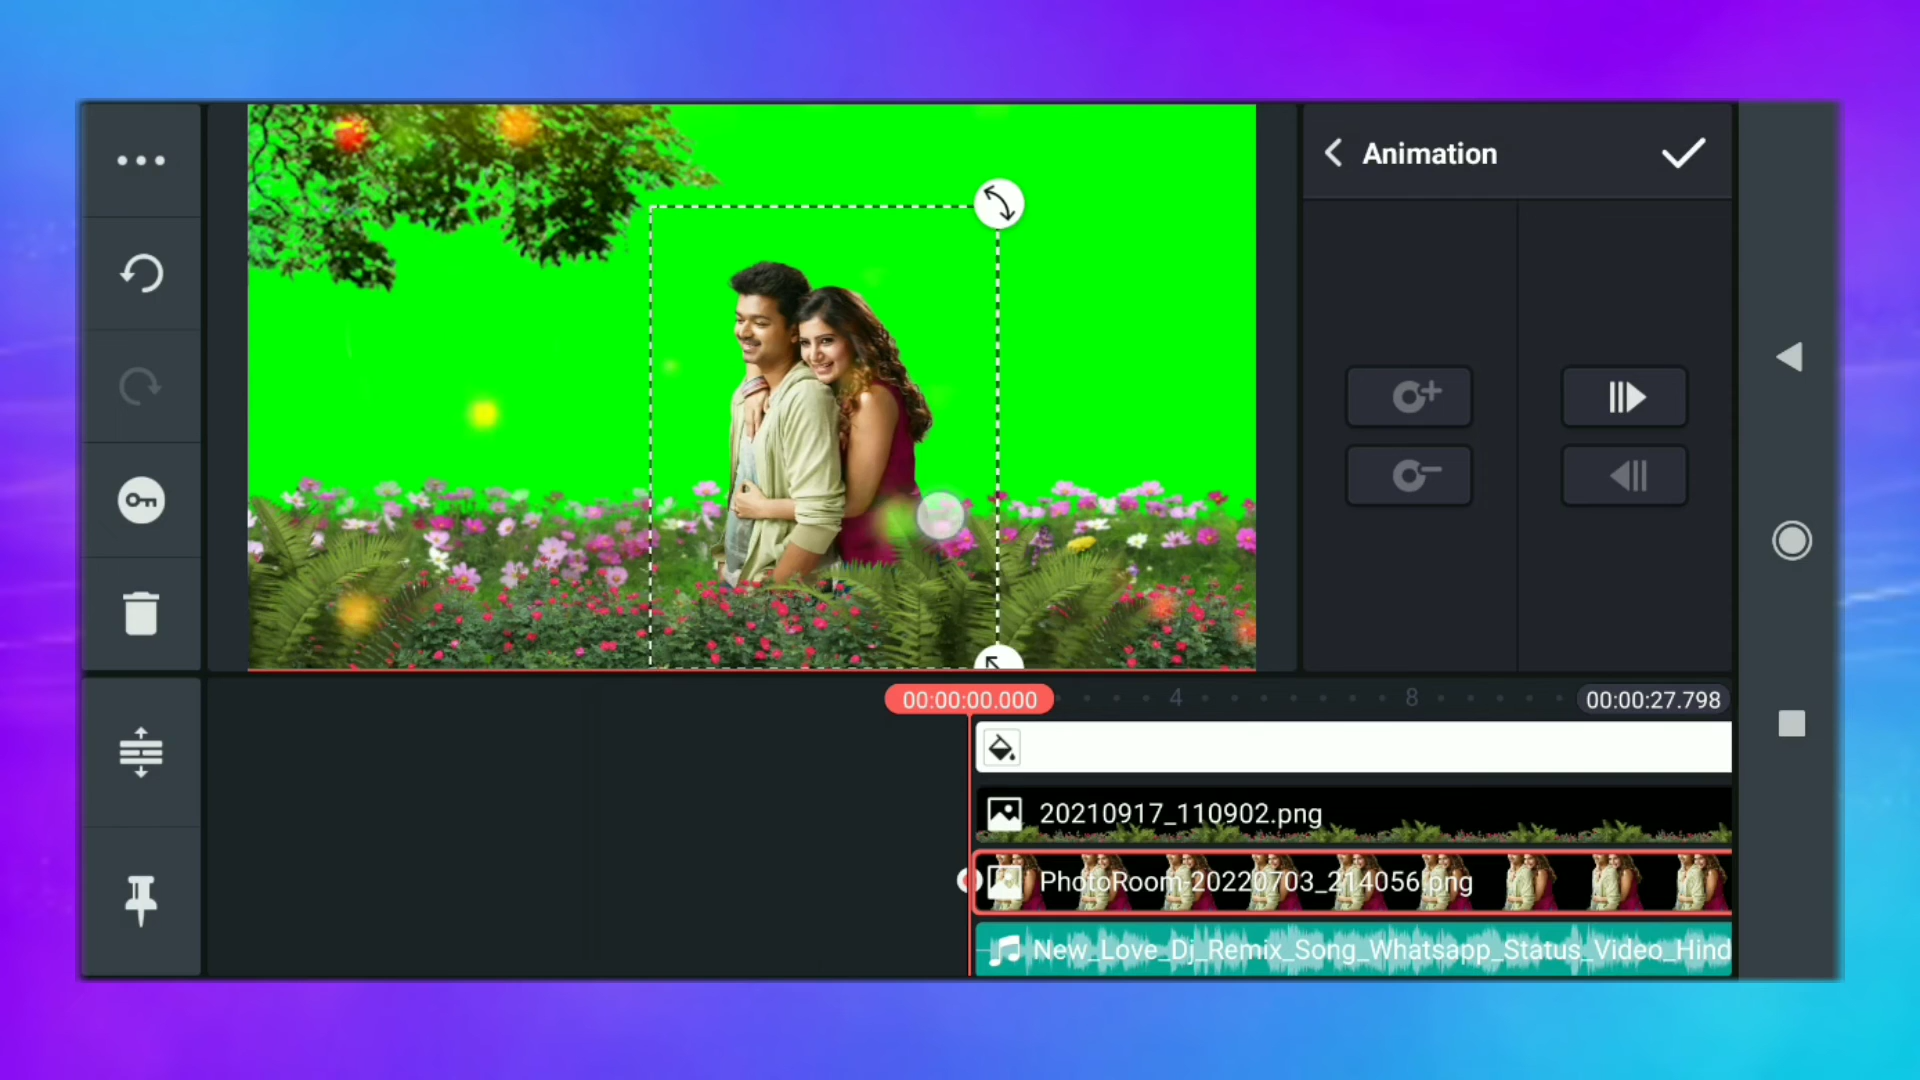 Animation
00:00:00.000
4
8
00:00:27.798
20210917_110902.png
PhotoRoom-20220703_214056.png
New_Love_Dj_Remix_Song_Whatsapp_Status_Video_Hind